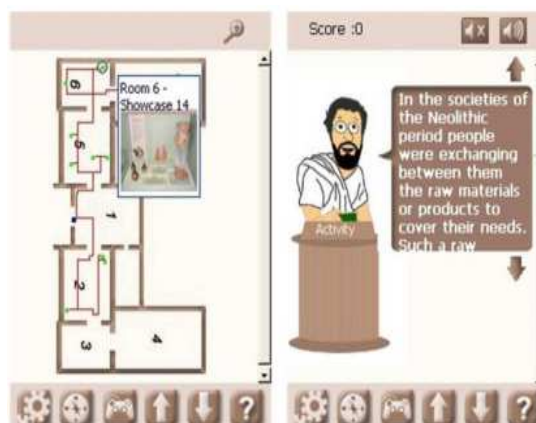 6
Room 6 -
Showcase 14
5
1
2
3
4
Score :0
In the societies of
the Neolithic
period people
were exchanging
between them
the raw materials
or products to
cover their needs.
Such a raw
Activity
?
?